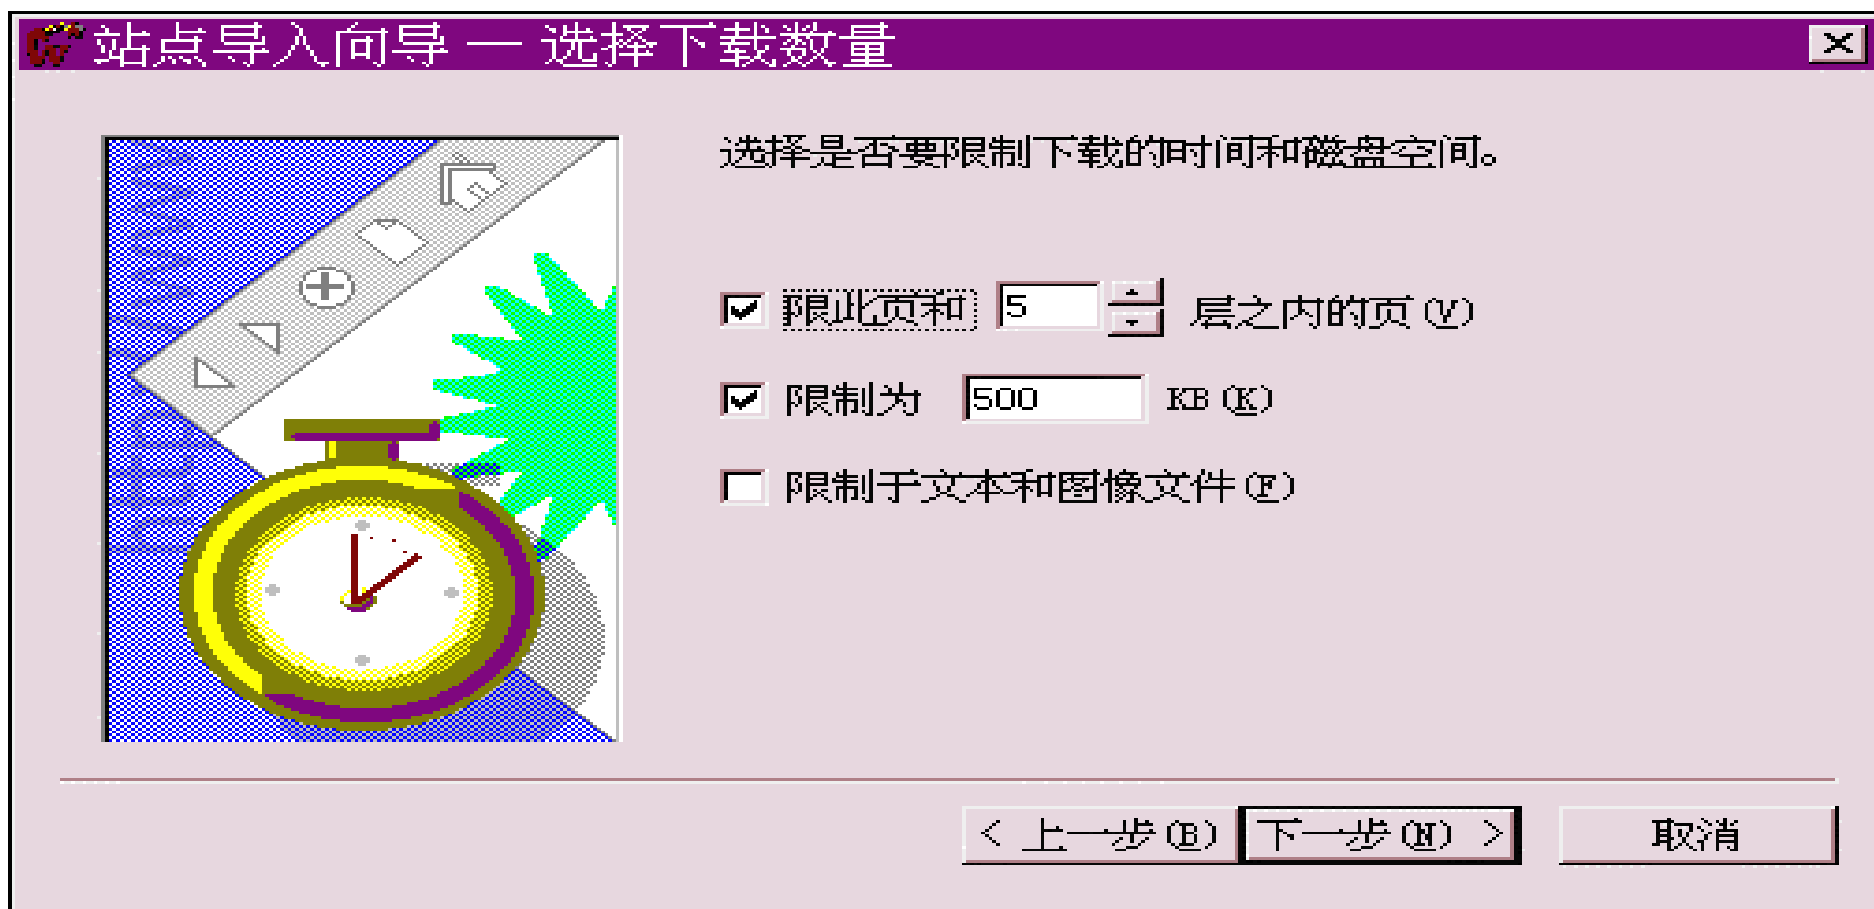 站点导入向导 — 选择下载数量
选择是否要限制下载的时间和磁盘空间。
限此页和 5 层之内的页(V)
限制为 500 KB(K)
限制于文本和图像文件(F)
< 上一步(B) 下一步(N) > 取消